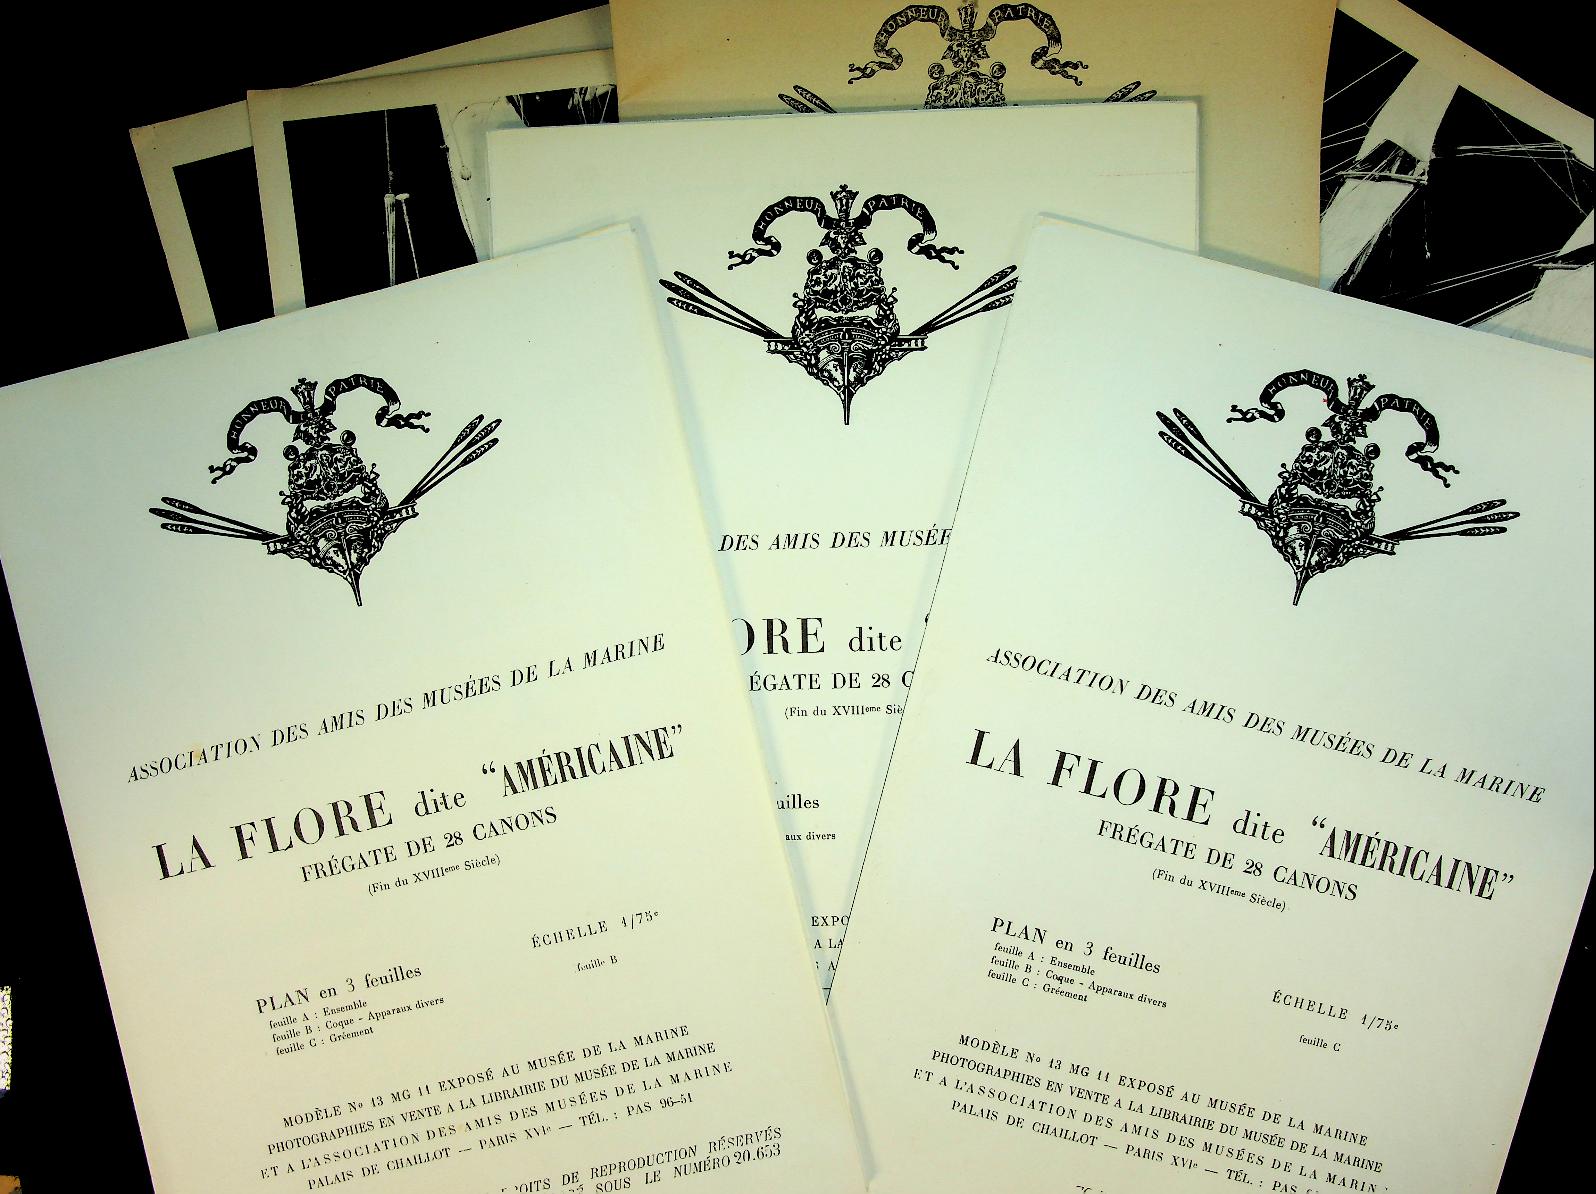 HONNEUR PATRIE
HONNEUR PATRIE
DES AMIS DES MUSÉE
ORE dite
ÉGATE DE 28 C
(Fin du XVIIIeme Siè
uilles
aux divers
EXPO
A LA
HONNEUR PATRIE
ASSOCIATION DES AMIS DES MUSÉES DE LA MARINE
LA FLORE dite “AMÉRICAINE”
FRÉGATE DE 28 CANONS
(Fin du XVIIIeme Siècle)
ÉCHELLE 1/75e
feuille B
PLAN en 3 feuilles
feuille A : Ensemble
feuille B : Coque - Apparaux divers
feuille C : Gréement
MODÈLE No 13 MG 11 EXPOSÉ AU MUSÉE DE LA MARINE
PHOTOGRAPHIES EN VENTE A LA LIBRAIRIE DU MUSÉE DE LA MARINE
ET A L'ASSOCIATION DES AMIS DES MUSÉES DE LA MARINE
PALAIS DE CHAILLOT — PARIS XVIe — TÉL. : PAS 96-51
OITS DE REPRODUCTION RÉSERVÉS
SOUS LE NUMÉRO 20.653
HONNEUR PATRIE
ASSOCIATION DES AMIS DES MUSÉES DE LA MARINE
LA FLORE dite “AMÉRICAINE”
FRÉGATE DE 28 CANONS
(Fin du XVIIIeme Siècle)
PLAN en 3 feuilles
feuille A : Ensemble
feuille B : Coque - Apparaux divers
feuille C : Gréement
ÉCHELLE 1/75e
feuille C
MODÈLE No 13 MG 11 EXPOSÉ AU MUSÉE DE LA MARINE
PHOTOGRAPHIES EN VENTE A LA LIBRAIRIE DU MUSÉE DE LA MARINE
ET A L'ASSOCIATION DES AMIS DES MUSÉES DE LA MARIN
PALAIS DE CHAILLOT — PARIS XVIe — TÉL. : PAS